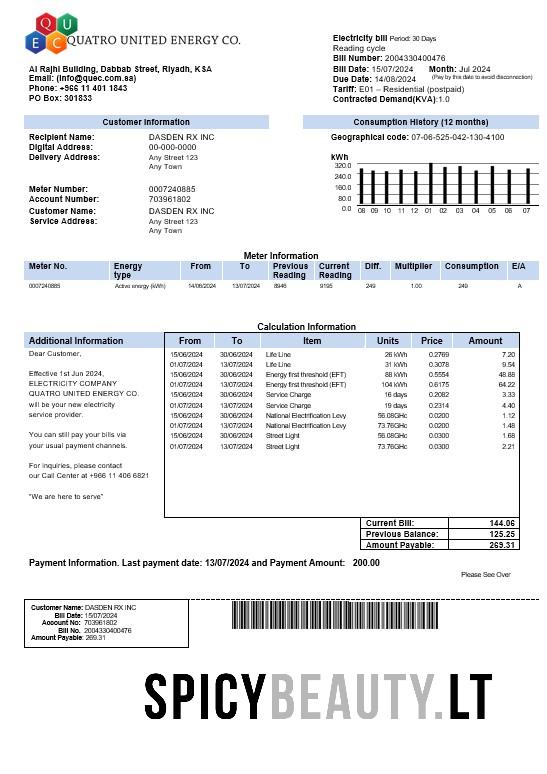 QU
EC
QUATRO UNITED ENERGY CO.
Al Rajhi Building, Dabbab Street, Riyadh, KSA
Email: (info@quec.com.sa)
Phone: +966 11 401 1843
PO Box: 301833
Electricity bill Period: 30 Days
Reading cycle
Bill Number: 2004330400476
Bill Date: 15/07/2024 Month: Jul 2024
Due Date: 14/08/2024 (Pay by this date to avoid disconnection)
Tariff: E01 – Residential (postpaid)
Contracted Demand(KVA):1.0
Customer Information
Recipient Name: DASDEN RX INC
Digital Address: 00-000-0000
Delivery Address: Any Street 123
Any Town
Meter Number: 0007240885
Account Number: 703961802
Customer Name: DASDEN RX INC
Service Address: Any Street 123
Any Town
Consumption History (12 months)
Geographical code: 07-06-525-042-130-4100
kWh
320.0
240.0
160.0
80.0
0.0
08 09 10 11 12 01 02 03 04 05 06 07
Meter Information
Meter No. Energy type From To Previous Reading Current Reading Diff. Multiplier Consumption E/A
0007240885 Active energy (kWh) 14/06/2024 13/07/2024 8946 9195 249 1.00 249 A
Calculation Information
Additional Information
Dear Customer,
Effective 1st Jun 2024,
ELECTRICITY COMPANY
QUATRO UNITED ENERGY CO.
will be your new electricity
service provider.
You can still pay your bills via
your usual payment channels.
For inquiries, please contact
our Call Center at +966 11 406 6821
"We are here to serve"
From To Item Units Price Amount
15/06/2024 30/06/2024 Life Line 26 kWh 0.2769 7.20
01/07/2024 13/07/2024 Life Line 31 kWh 0.3078 9.54
15/06/2024 30/06/2024 Energy first threshold (EFT) 88 kWh 0.5554 48.88
01/07/2024 13/07/2024 Energy first threshold (EFT) 104 kWh 0.6175 64.22
15/06/2024 30/06/2024 Service Charge 16 days 0.2082 3.33
01/07/2024 13/07/2024 Service Charge 19 days 0.2314 4.40
15/06/2024 30/06/2024 National Electrification Levy 56.08GHc 0.0200 1.12
01/07/2024 13/07/2024 National Electrification Levy 73.76GHc 0.0200 1.48
15/06/2024 30/06/2024 Street Light 56.08GHc 0.0300 1.68
01/07/2024 13/07/2024 Street Light 73.76GHc 0.0300 2.21
Current Bill: 144.06
Previous Balance: 125.25
Amount Payable: 269.31
Payment Information. Last payment date: 13/07/2024 and Payment Amount: 200.00
Please See Over
Customer Name: DASDEN RX INC
Bill Date: 15/07/2024
Account No: 703961802
Bill No. 2004330400476
Amount Payable: 269.31
SPICYBEAUTY.LT